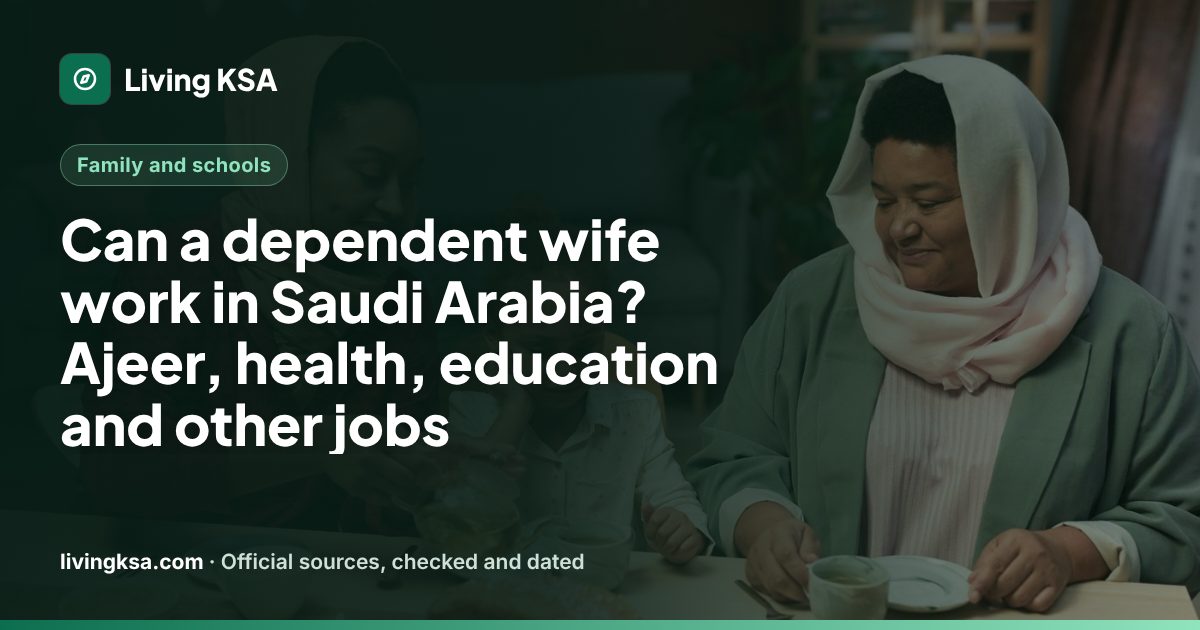 Living KSA
Family and schools
Can a dependent wife
work in Saudi Arabia?
Ajeer, health, education
and other jobs
livingksa.com · Official sources, checked and dated